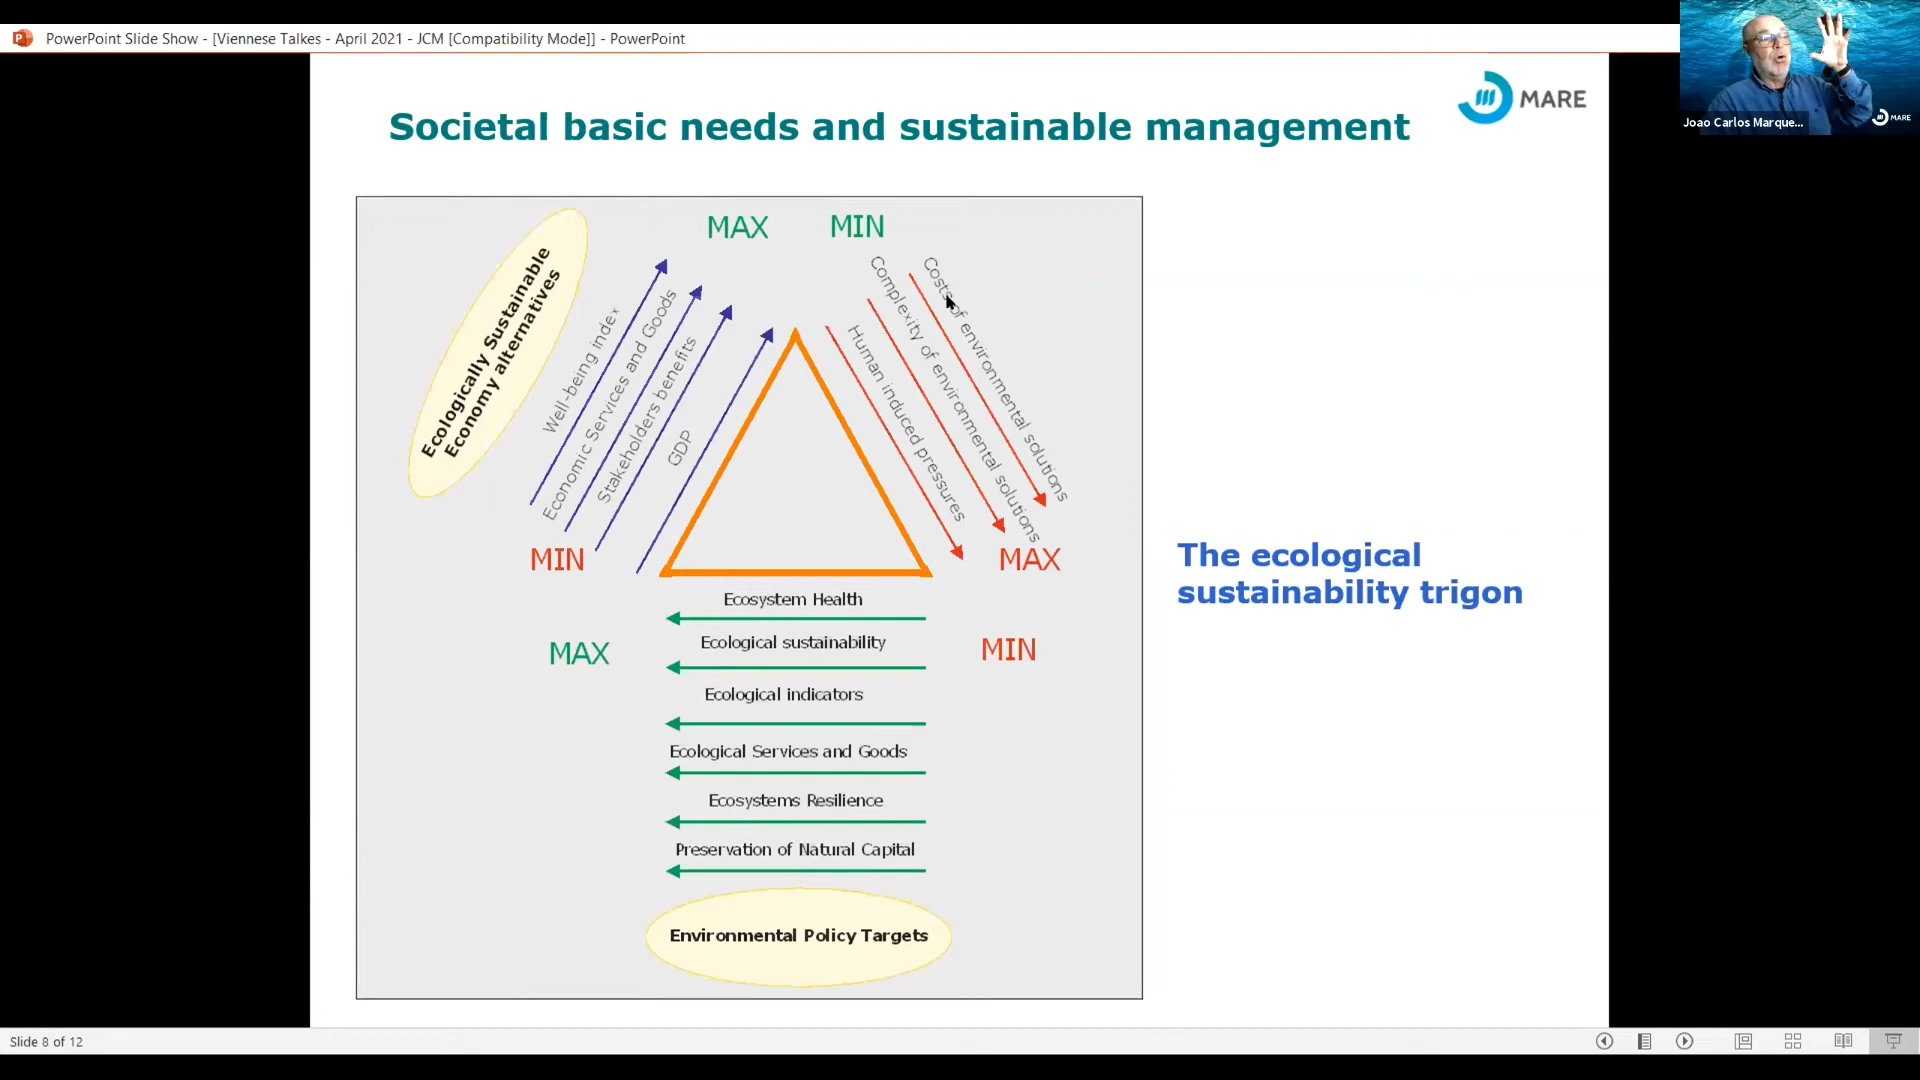 PowerPoint Slide Show - [Viennese Talkes - April 2021 - JCM [Compatibility Mode]] - PowerPoint
MARE
Joao Carlos Marque...
MARE
Societal basic needs and sustainable management
MAX
MIN
Ecologically Sustainable
Economy alternatives
Well-being index
Economic Services and Goods
Stakeholders benefits
GDP
Costs of environmental solutions
Complexity of environmental solutions
Human induced pressures
MIN
MAX
The ecological
sustainability trigon
Ecosystem Health
Ecological sustainability
MAX
MIN
Ecological indicators
Ecological Services and Goods
Ecosystems Resilience
Preservation of Natural Capital
Environmental Policy Targets
Slide 8 of 12